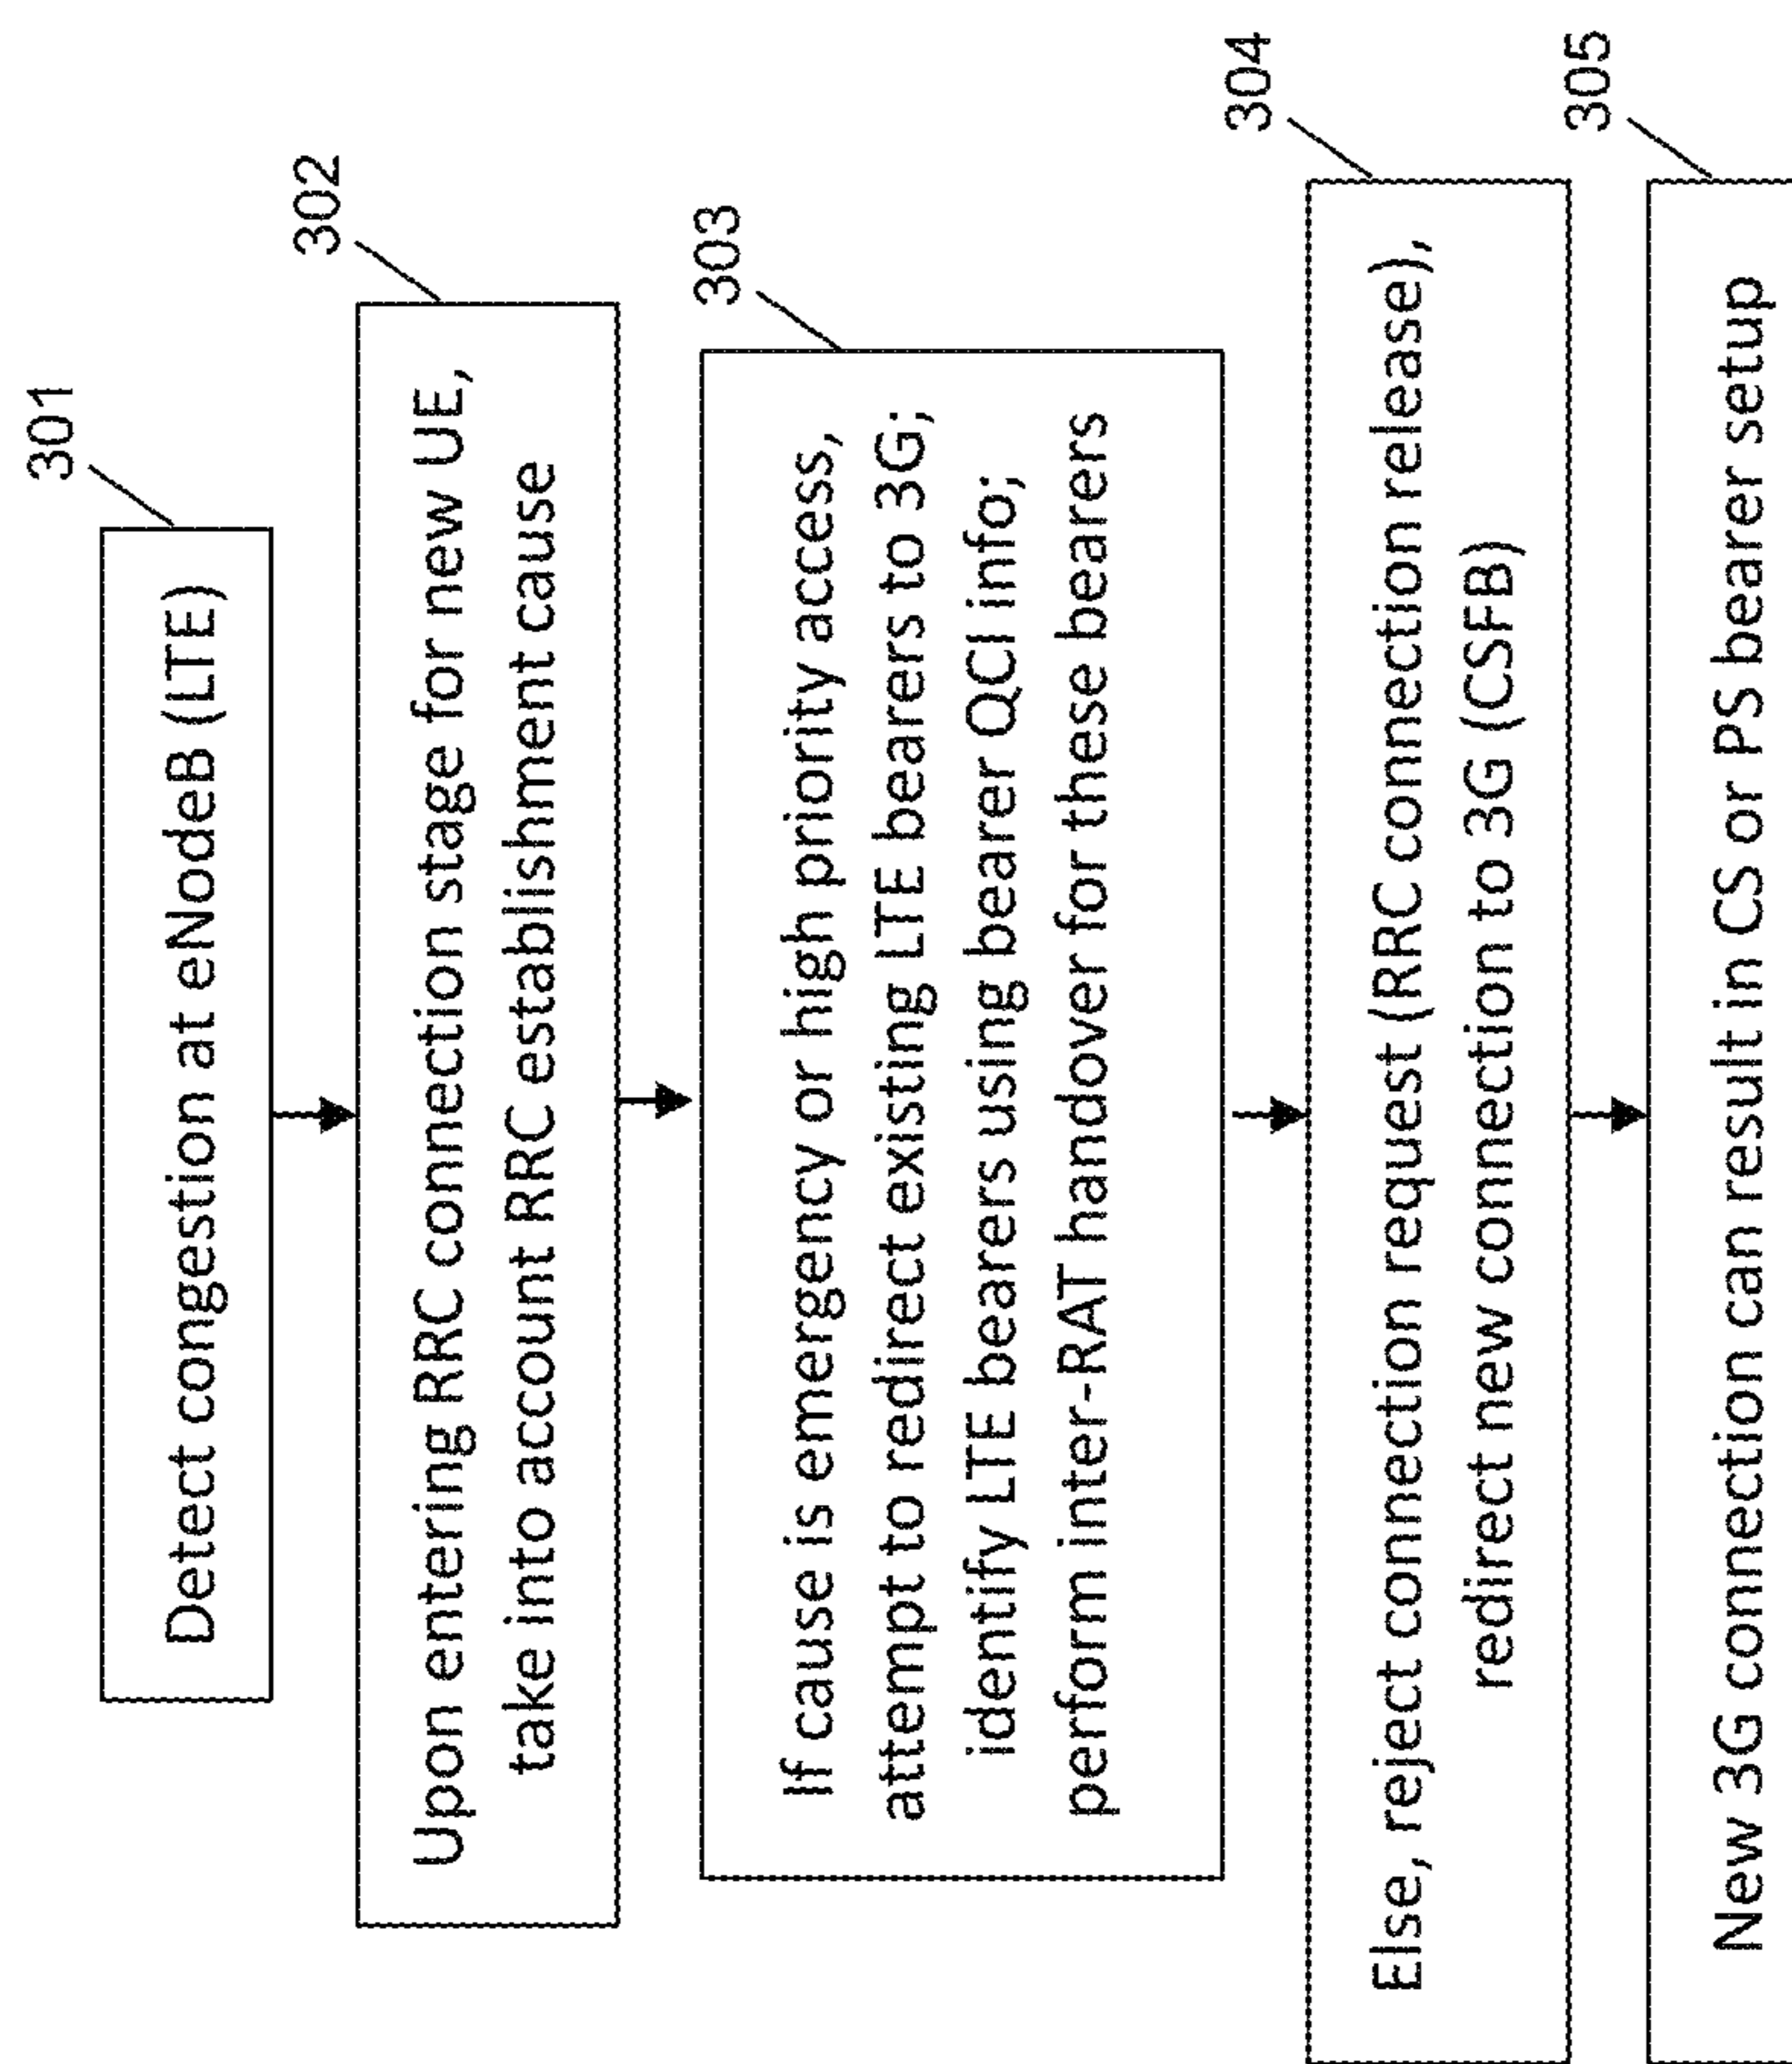 301
Detect congestion at eNodeB (LTE)
302
Upon entering RRC connection stage for new UE,
take into account RRC establishment cause
303
If cause is emergency or high priority access,
attempt to redirect existing LTE bearers to 3G;
identify LTE bearers using bearer QCI info;
perform inter-RAT handover for these bearers
304
Else, reject connection request (RRC connection release),
redirect new connection to 3G (CSFB)
305
New 3G connection can result in CS or PS bearer setup